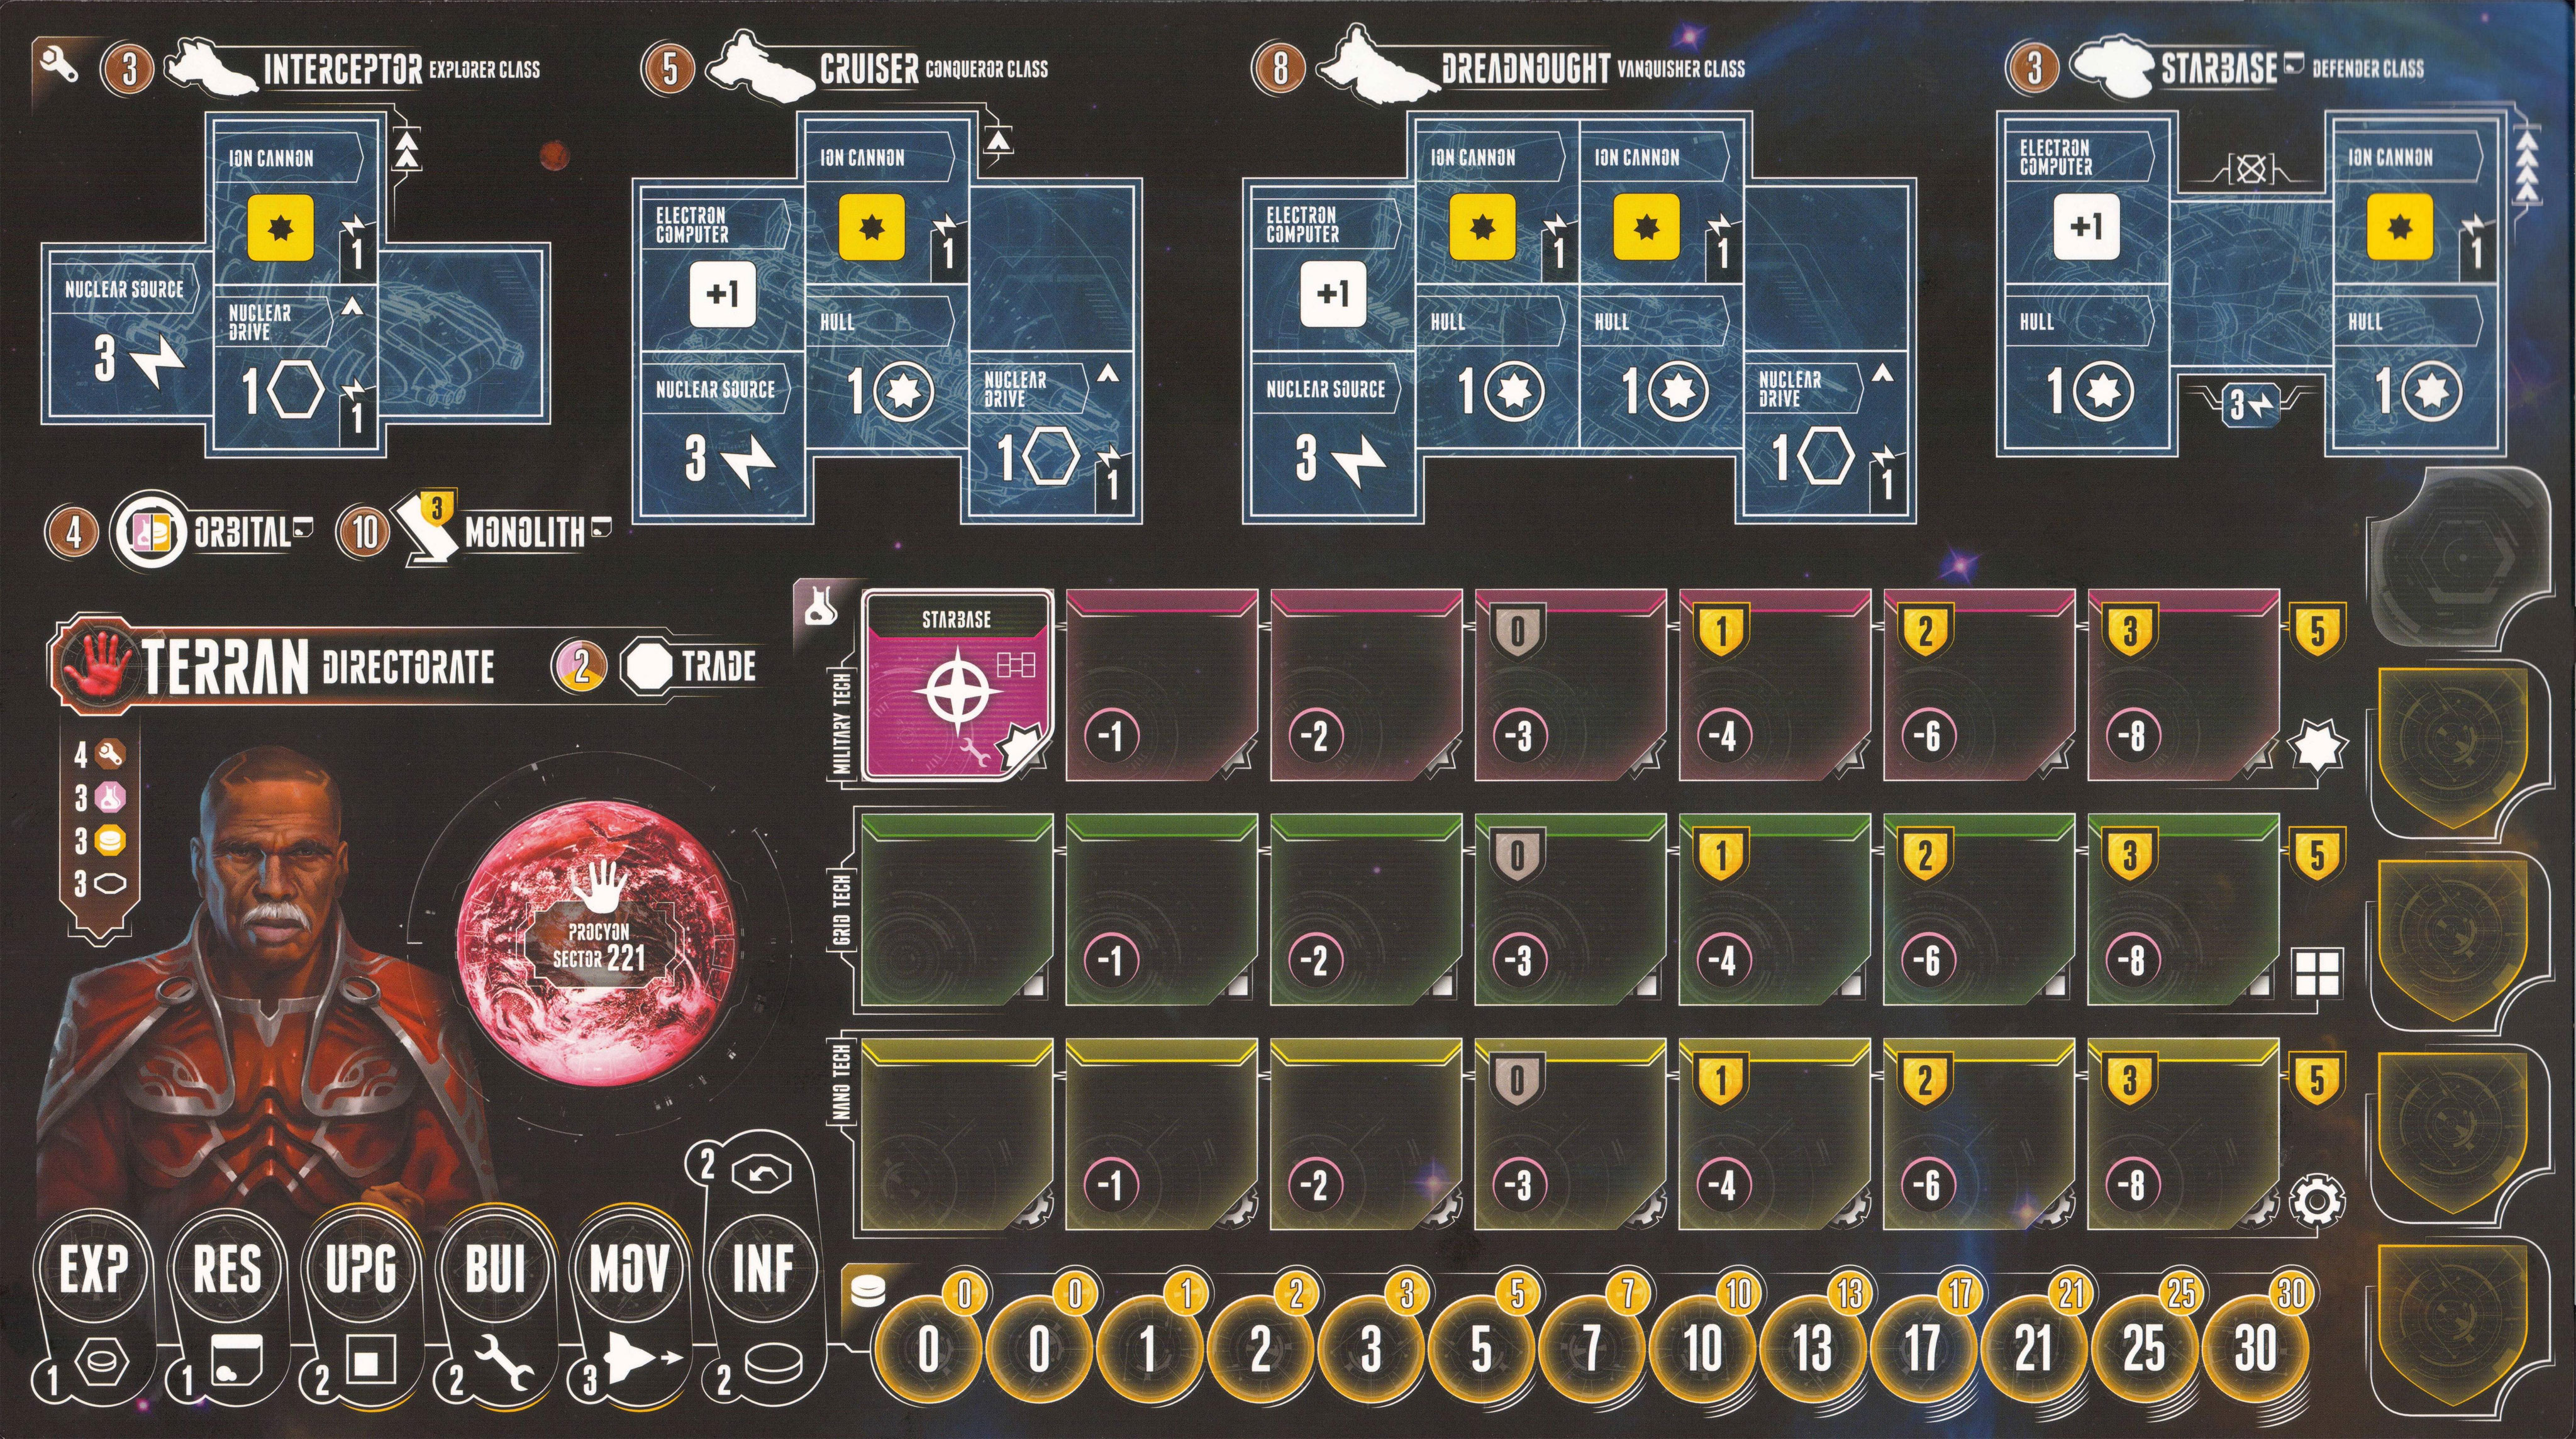 3 INTERCEPTOR EXPLORER CLASS
ION CANNON
1
NUCLEAR SOURCE
3
NUCLEAR
DRIVE
1
1
5 CRUISER CONQUEROR CLASS
ELECTRON
COMPUTER
+1
ION CANNON
1
NUCLEAR SOURCE
3
HULL
1
NUCLEAR
DRIVE
1
1
8 DREADNOUGHT VANQUISHER CLASS
ELECTRON
COMPUTER
+1
ION CANNON
1
ION CANNON
1
NUCLEAR SOURCE
3
HULL
1
HULL
1
NUCLEAR
DRIVE
1
1
3 STARBASE DEFENDER CLASS
ELECTRON
COMPUTER
+1
ION CANNON
1
HULL
1
3
HULL
1
4 ORBITAL 10 3 MONOLITH
TERRAN DIRECTORATE 2 TRADE
4
3
3
3
PROCYON
SECTOR 221
MILITARY TECH
STARBASE
0 1 2 3 5
-1 -2 -3 -4 -6 -8
GRID TECH
0 1 2 3 5
-1 -2 -3 -4 -6 -8
NANO TECH
0 1 2 3 5
-1 -2 -3 -4 -6 -8
2
EXP RES UPG BUI MOV INF
1 1 2 2 3 2
0 0 1 2 3 5 7 10 13 17 21 25 30
0 0 1 2 3 5 7 10 13 17 21 25 30